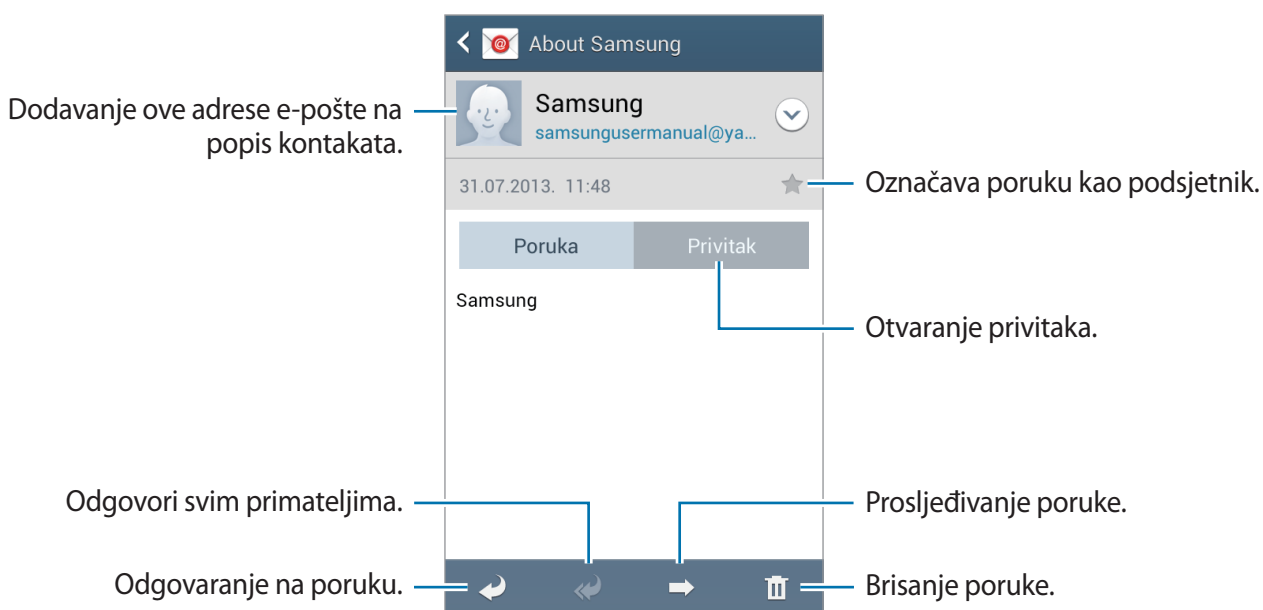 About Samsung
Dodavanje ove adrese e-pošte na
popis kontakata.
Samsung
samsungusermanual@ya...
31.07.2013. 11:48
Označava poruku kao podsjetnik.
Poruka
Privitak
Samsung
Otvaranje privitaka.
Odgovori svim primateljima.
Prosljeđivanje poruke.
Odgovaranje na poruku.
Brisanje poruke.